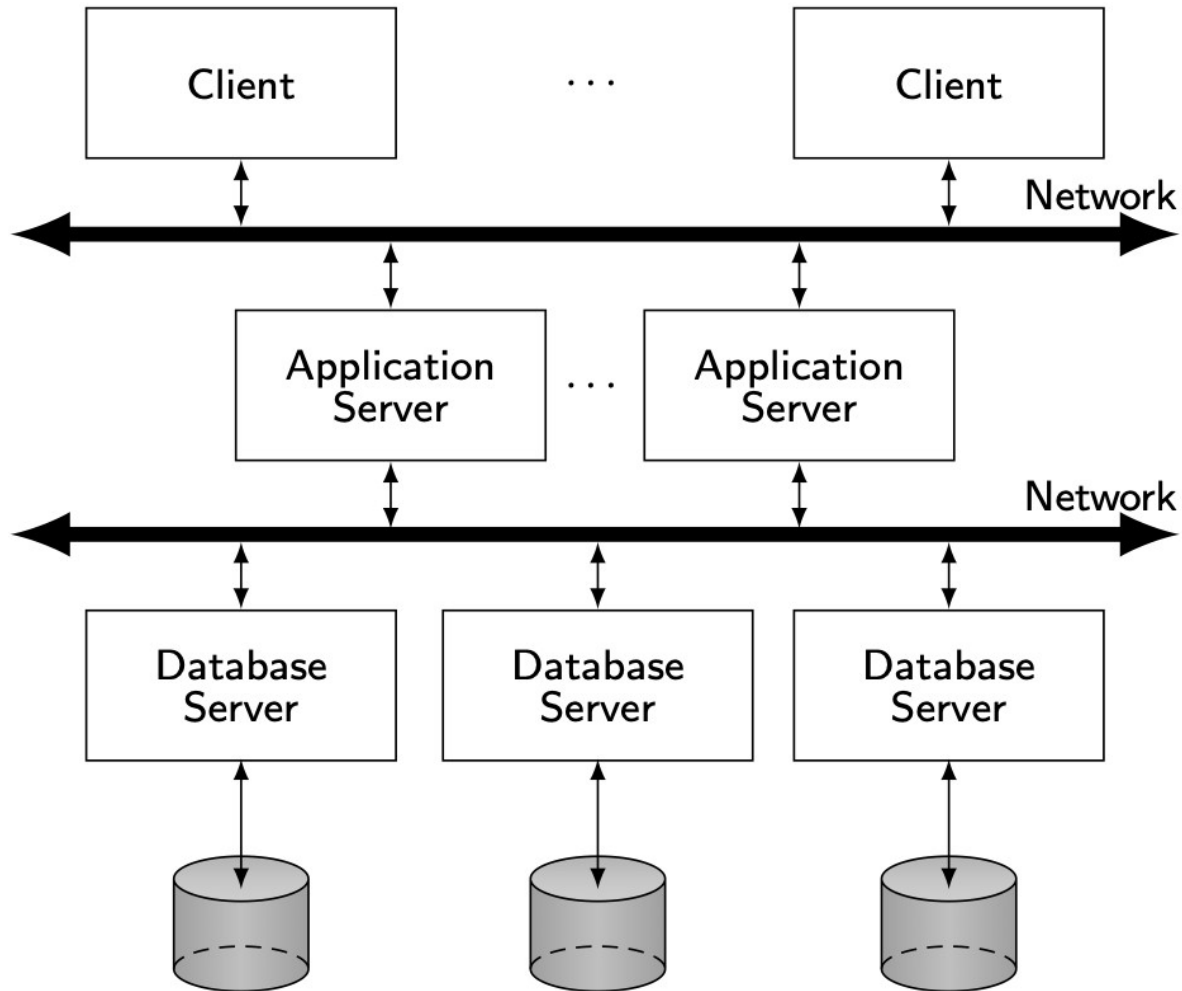 Client
. . .
Client
Network
Application
Server
. . .
Application
Server
Network
Database
Server
Database
Server
Database
Server